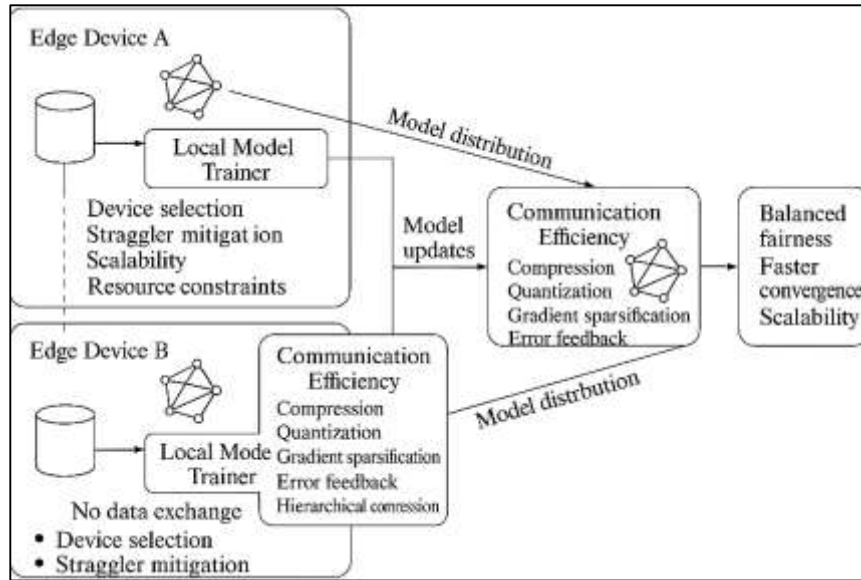 Edge Device A
Local Model
Trainer
Device selection
Straggler mitigation
Scalability
Resource constraints
Model distribution
Model
updates
Communication
Efficiency
Compression
Quantization
Gradient sparsification
Error feedback
Balanced
fairness
Faster
convergence
Scalability
Edge Device B
Local Mode
Trainer
No data exchange
• Device selection
• Straggler mitigation
Communication
Efficiency
Compression
Quantization
Gradient sparsification
Error feedback
Hierarchical comression
Model distrbution